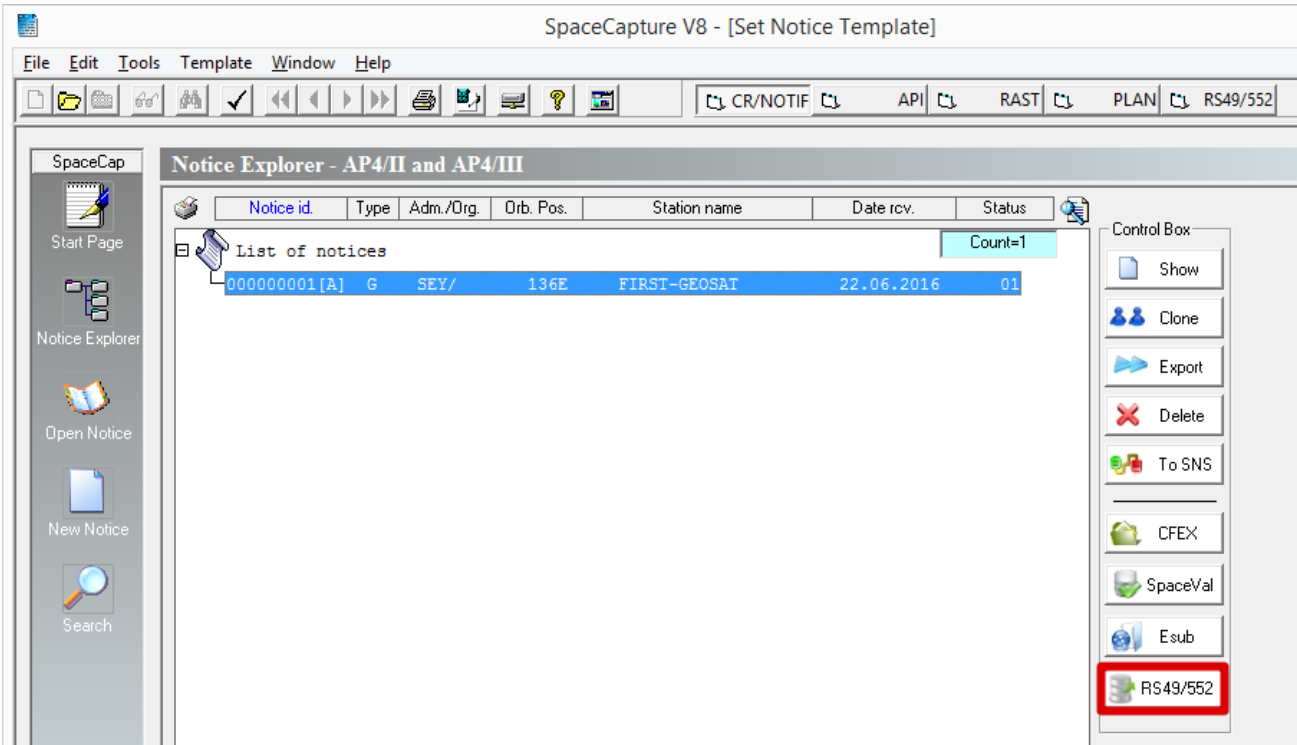 SpaceCapture V8 - [Set Notice Template]
File Edit Tools Template Window Help
CR/NOTIF API RAST PLAN RS49/552
SpaceCap
Start Page
Notice Explorer
Open Notice
New Notice
Search
Notice Explorer - AP4/II and AP4/III
Notice id. Type Adm./Org. Orb. Pos. Station name Date rcv. Status
List of notices Count=1
000000001[A] G SEY/ 136E FIRST-GEOSAT 22.06.2016 01
Control Box
Show
Clone
Export
Delete
To SNS
CFEX
SpaceVal
Esub
RS49/552